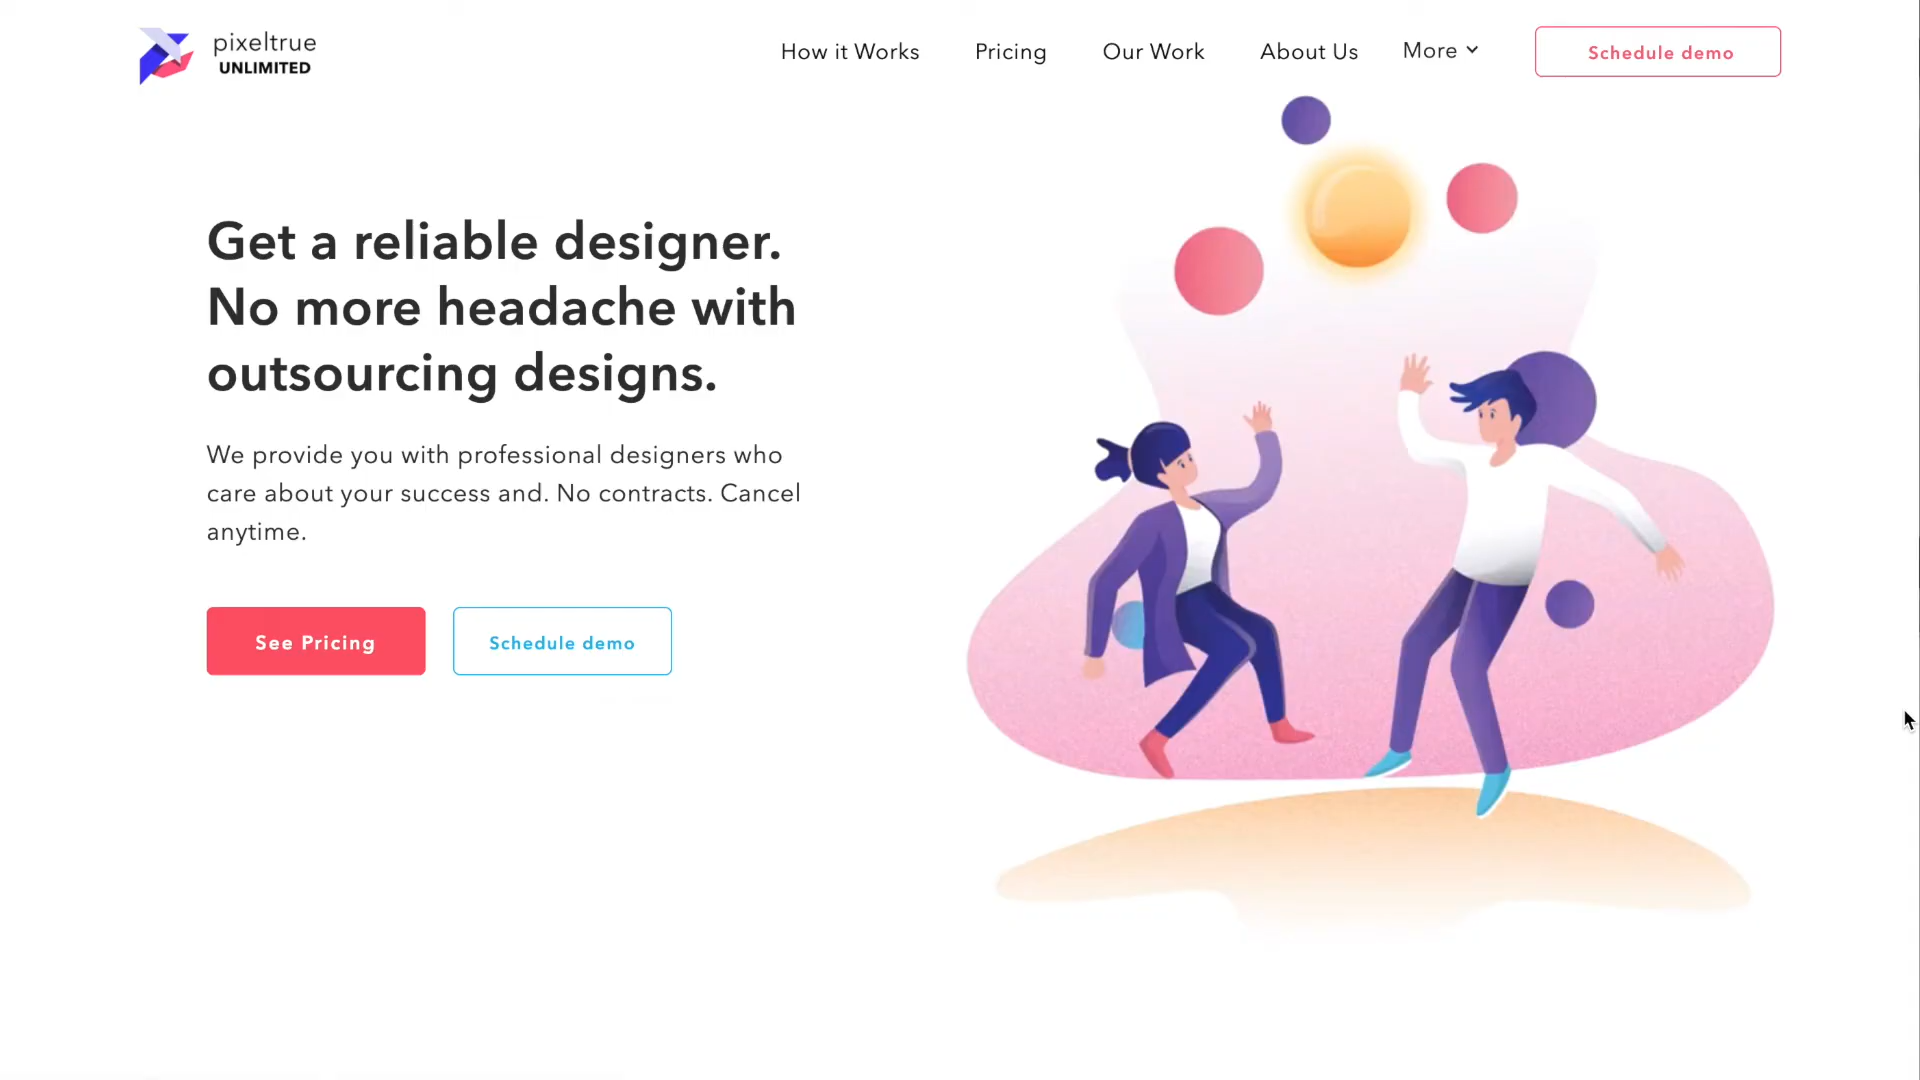 pixeltrue
UNLIMITED
How it Works
Pricing
Our Work
About Us
More
Schedule demo
Get a reliable designer.
No more headache with
outsourcing designs.
We provide you with professional designers who
care about your success and. No contracts. Cancel
anytime.
See Pricing
Schedule demo